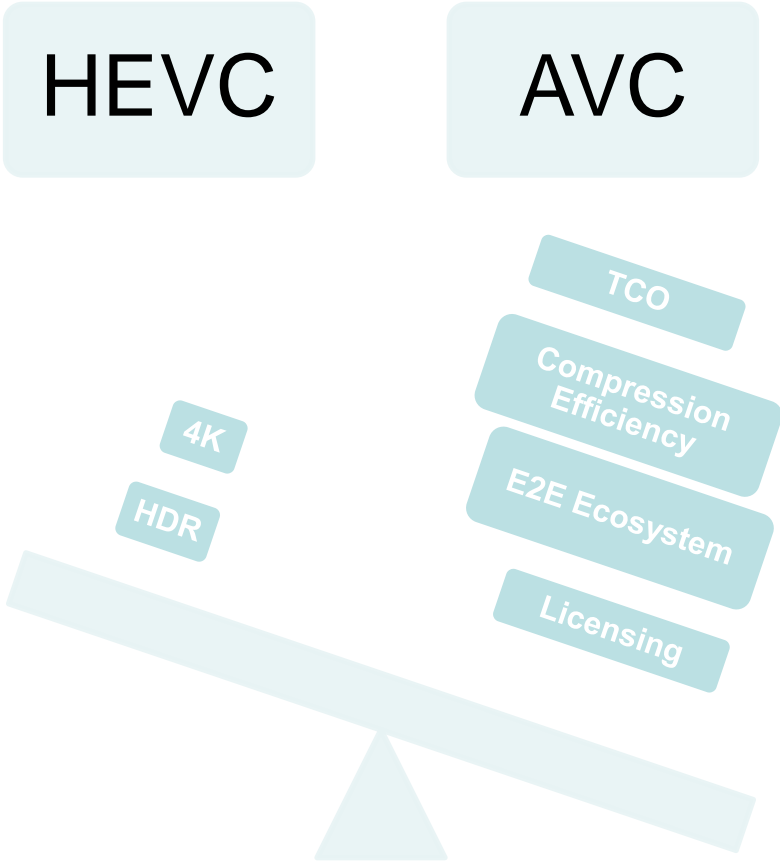 HEVC
AVC
TCO
Compression
Efficiency
4K
E2E Ecosystem
HDR
Licensing